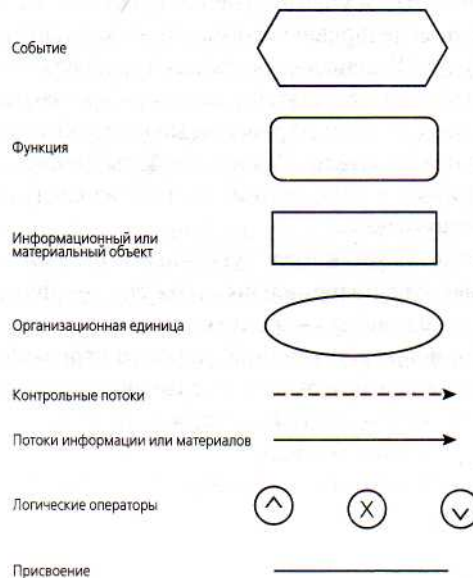 Событие
Функция
Информационный или
материальный объект
Организационная единица
Контрольные потоки
Потоки информации или материалов
Логические операторы
X
Присвоение